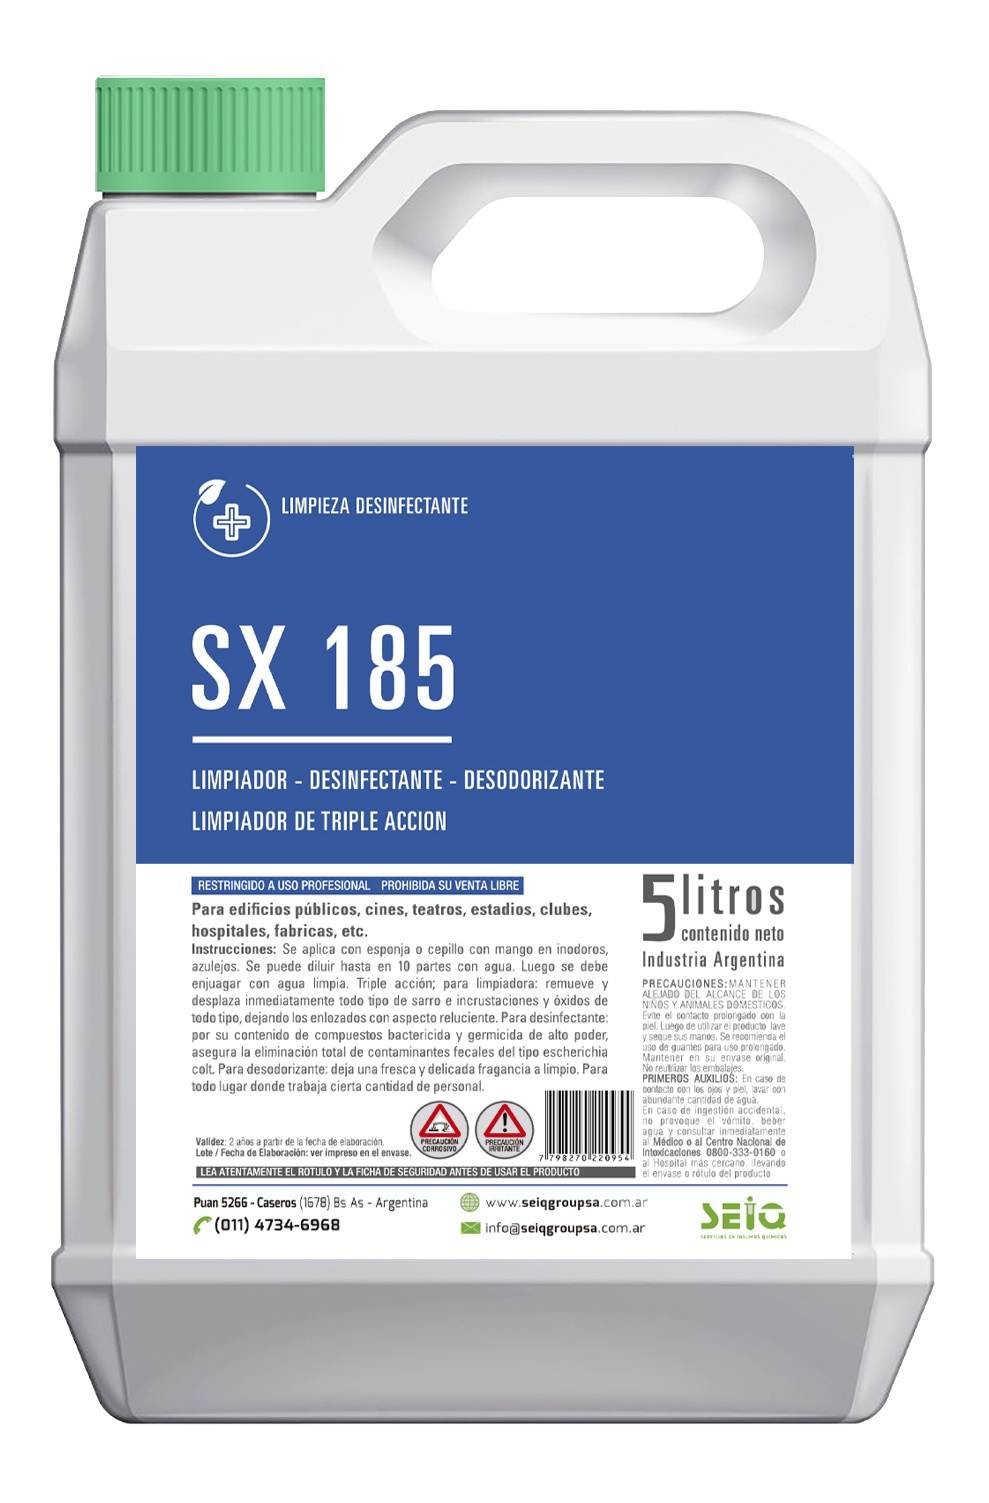 LIMPIEZA DESINFECTANTE
SX 185
LIMPIADOR - DESINFECTANTE - DESODORIZANTE
LIMPIADOR DE TRIPLE ACCION
RESTRINGIDO A USO PROFESIONAL PROHIBIDA SU VENTA LIBRE
Para edificios públicos, cines, teatros, estadios, clubes,
hospitales, fabricas, etc.
Instrucciones: Se aplica con esponja o cepillo con mango en inodoros,
azulejos. Se puede diluir hasta en 10 partes con agua. Luego se debe
enjuagar con agua limpia. Triple acción; para limpiadora: remueve y
desplaza inmediatamente todo tipo de sarro e incrustaciones y óxidos de
todo tipo, dejando los enlozados con aspecto reluciente. Para desinfectante:
por su contenido de compuestos bactericida y germicida de alto poder,
asegura la eliminación total de contaminantes fecales del tipo escherichia
colt. Para desodorizante: deja una fresca y delicada fragancia a limpio. Para
todo lugar donde trabaja cierta cantidad de personal.
5 litros
contenido neto
Industria Argentina
PRECAUCIONES: MANTENER
ALEJADO DEL ALCANCE DE LOS
NIÑOS Y ANIMALES DOMESTICOS.
Evite el contacto prolongado con la
piel. Luego de utilizar el producto lave
y seque sus manos. Se recomienda el
uso de guantes para uso prolongado.
Mantener en su envase original.
No reutilizar los embalajes.
PRIMEROS AUXILIOS: En caso de
contacto con los ojos y piel, lavar con
abundante cantidad de agua.
En caso de ingestión accidental,
no provoque el vómito, beber
agua y consultar inmediatamente
al Médico o al Centro Nacional de
Intoxicaciones 0800-333-0160 o
al Hospital más cercano, llevando
el envase o rótulo del producto
PRECAUCIÓN
CORROSIVO
PRECAUCIÓN
IRRITANTE
7 798270 220954
Validez: 2 años a partir de la fecha de elaboración.
Lote / Fecha de Elaboración: ver impreso en el envase.
LEA ATENTAMENTE EL ROTULO Y LA FICHA DE SEGURIDAD ANTES DE USAR EL PRODUCTO
Puan 5266 - Caseros (1678) Bs As - Argentina
(011) 4734-6968
www.seiqgroupsa.com.ar
info@seiqgroupsa.com.ar
SEIQ
SERVICIOS EN INSUMOS QUIMICOS